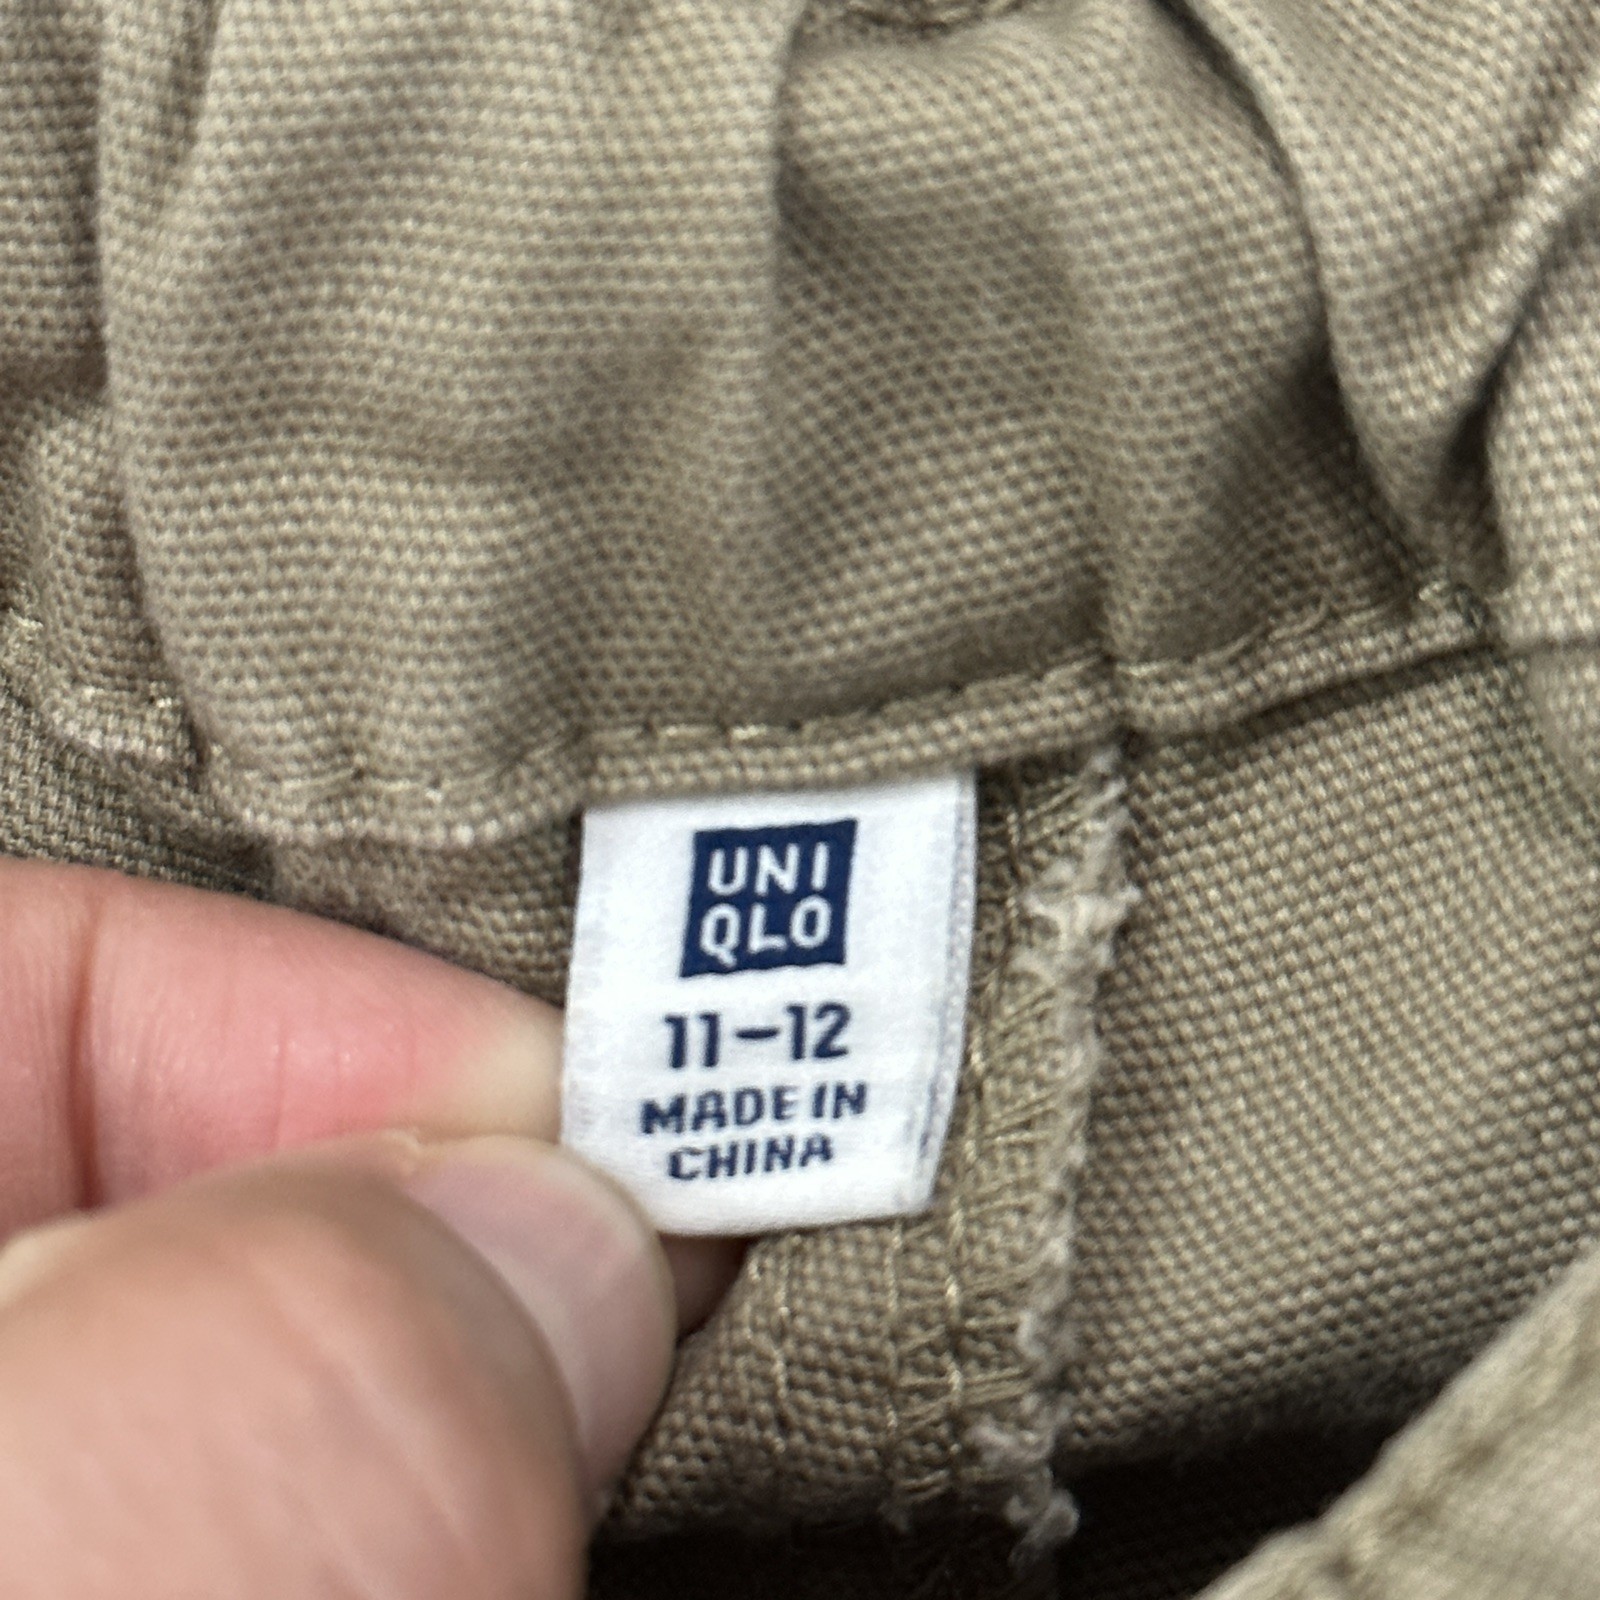 UNI
QLO
11-12
MADE IN
CHINA